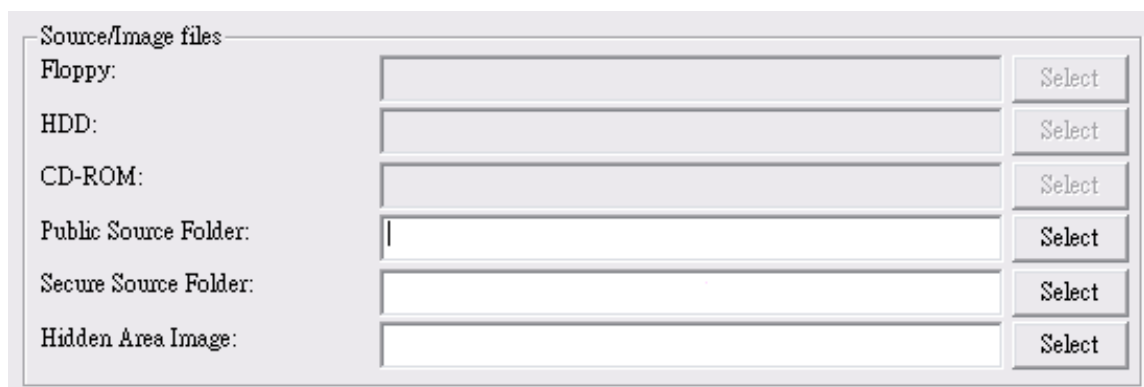 Source/Image files
Floppy: Select
HDD: Select
CD-ROM: Select
Public Source Folder: Select
Secure Source Folder: Select
Hidden Area Image: Select